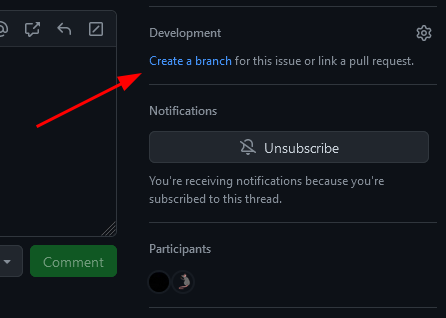 Development
Create a branch for this issue or link a pull request.
Notifications
Unsubscribe
You're receiving notifications because you're
subscribed to this thread.
Comment
Participants